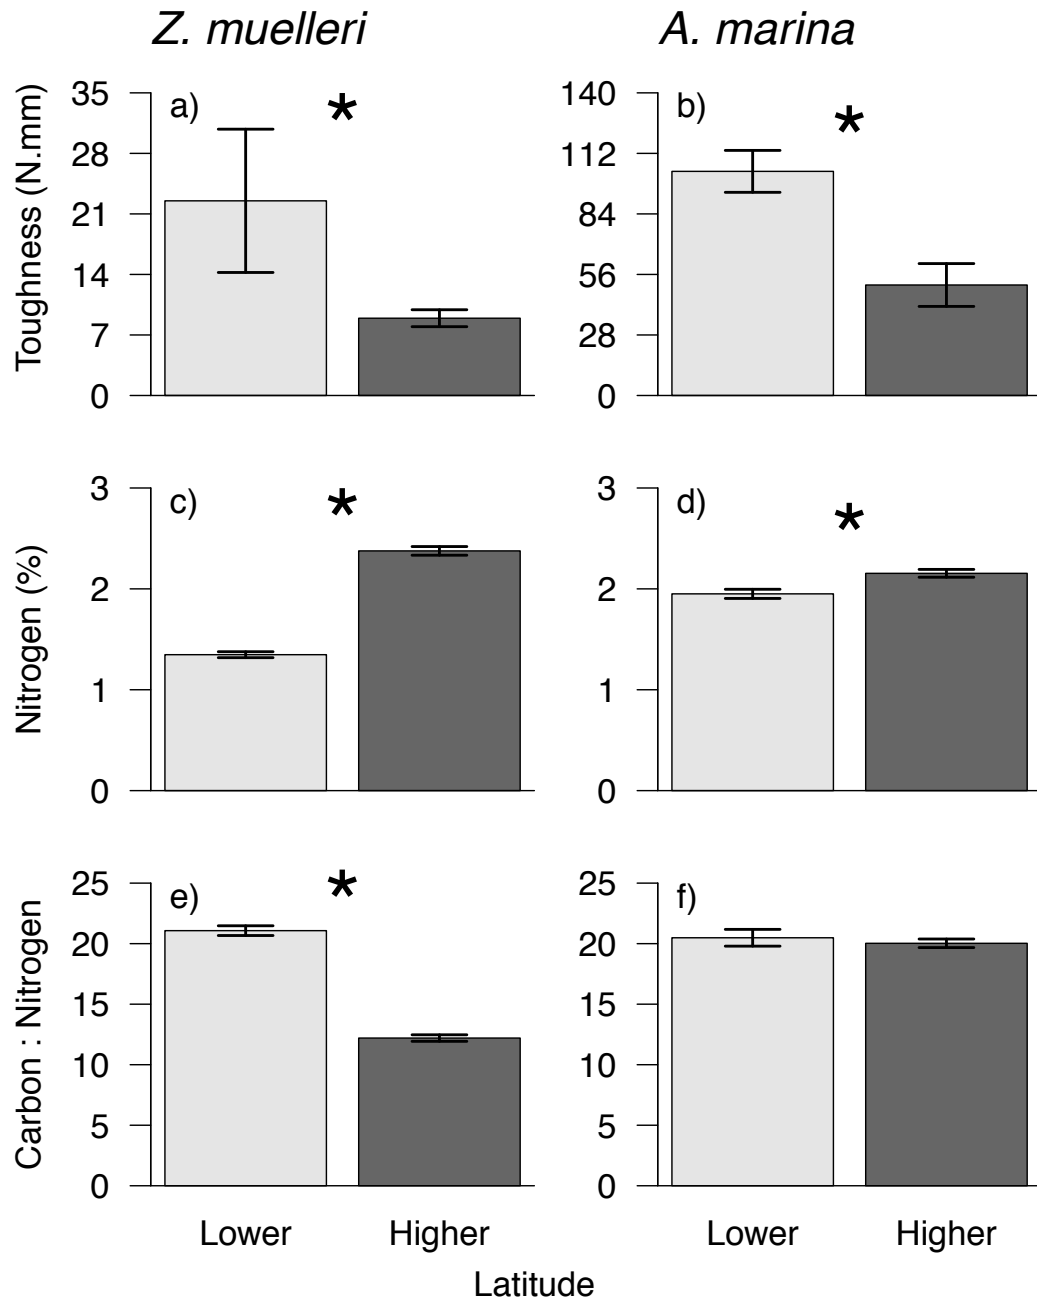 Z. muelleri
A. marina
Toughness (N.mm)
35
28
21
14
7
0
a)
*
140
112
84
56
28
0
b)
*
Nitrogen (%)
3
2
1
0
c)
*
3
2
1
0
d)
*
Carbon : Nitrogen
25
20
15
10
5
0
e)
*
25
20
15
10
5
0
f)
Lower
Higher
Lower
Higher
Latitude